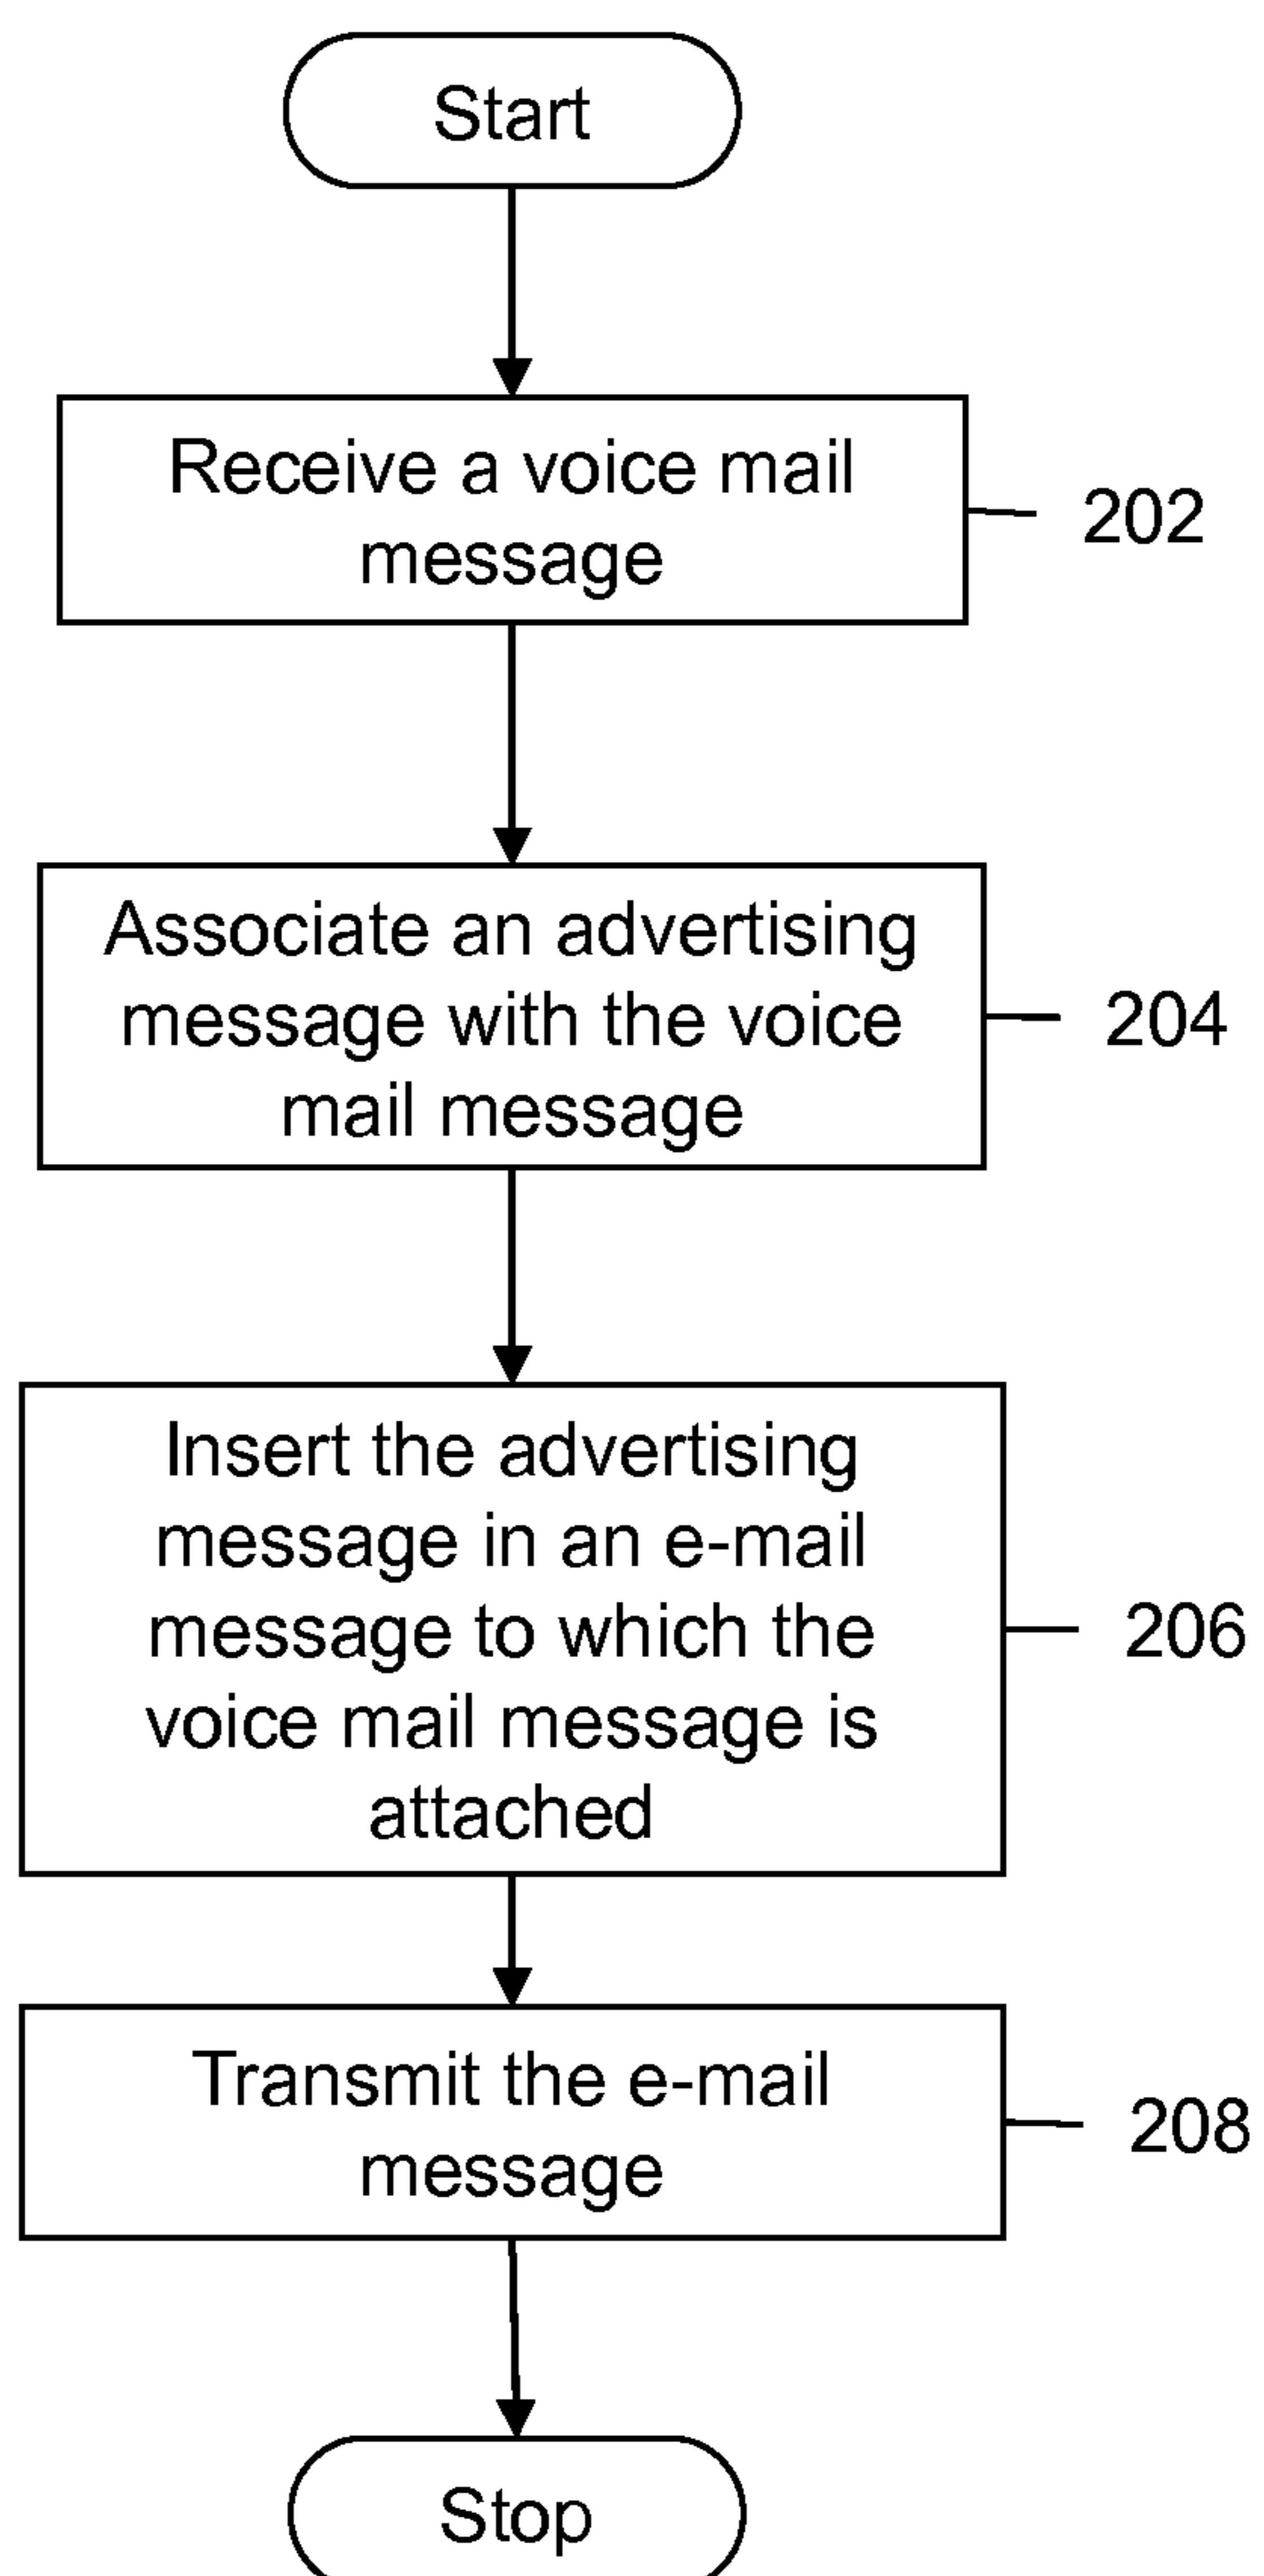 Start
Receive a voice mail
message
202
Associate an advertising
message with the voice
mail message
204
Insert the advertising
message in an e-mail
message to which the
voice mail message is
attached
206
Transmit the e-mail
message
208
Stop